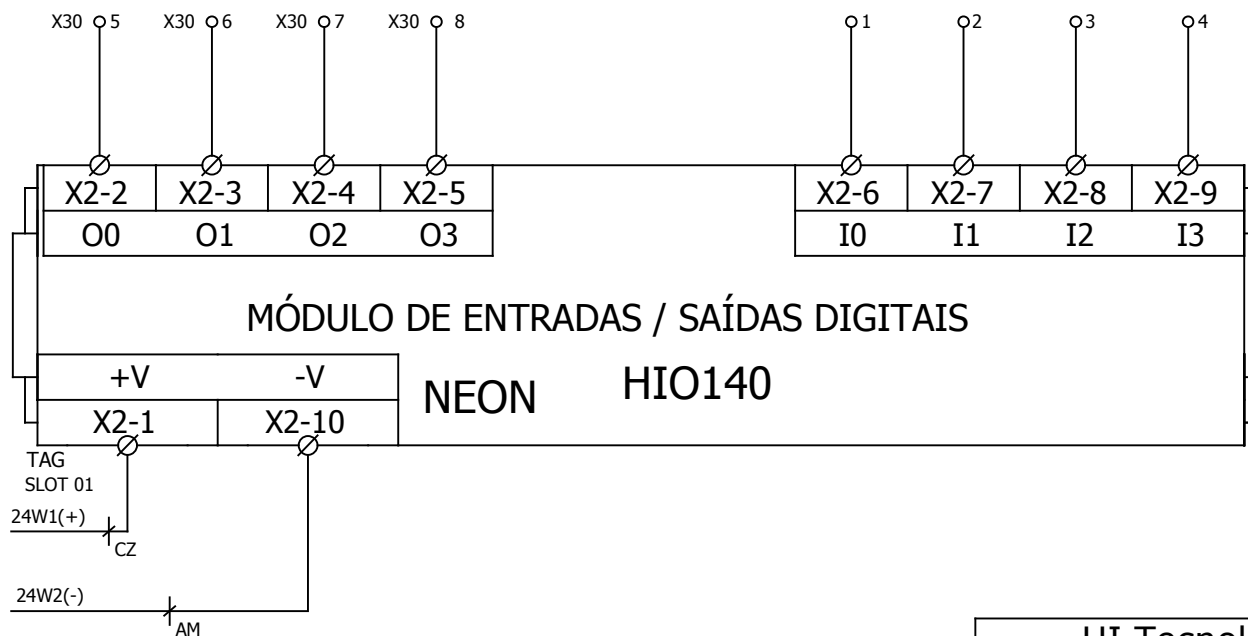 X30 5 X30 6 X30 7 X30 8 1 2 3 4
X2-2 X2-3 X2-4 X2-5 X2-6 X2-7 X2-8 X2-9
O0 O1 O2 O3 I0 I1 I2 I3
MÓDULO DE ENTRADAS / SAÍDAS DIGITAIS
+V -V
NEON HIO140
X2-1 X2-10
TAG
SLOT 01
24W1(+)
CZ
24W2(-)
AM